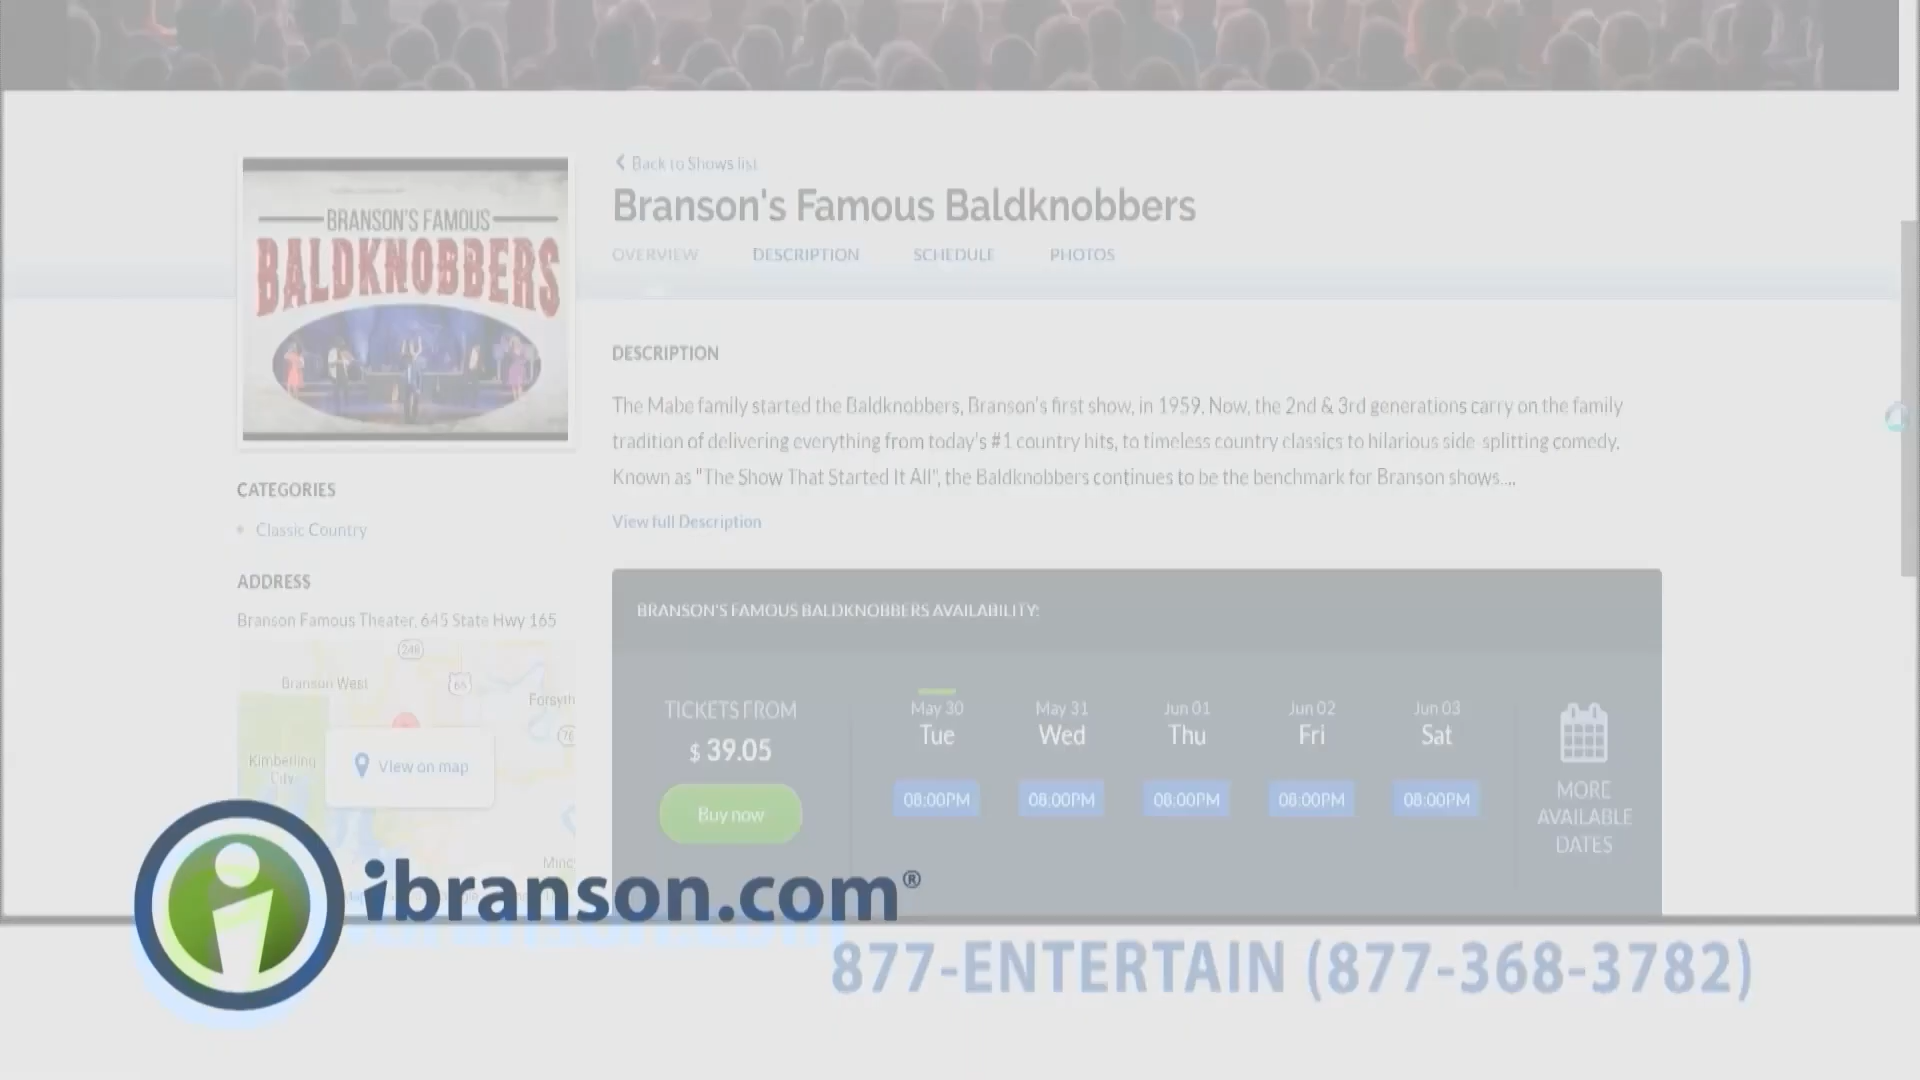 Back to Shows list
Branson's Famous Baldknobbers
OVERVIEW DESCRIPTION SCHEDULE PHOTOS
BRANSON'S FAMOUS
BALDKNOBBERS
DESCRIPTION
The Mabe family started the Baldknobbers, Branson's first show, in 1959. Now, the 2nd & 3rd generations carry on the family
tradition of delivering everything from today's #1 country hits, to timeless country classics to hilarious side-splitting comedy.
Known as "The Show That Started It All", the Baldknobbers continues to be the benchmark for Branson shows....
View full Description
CATEGORIES
Classic Country
ADDRESS
Branson Famous Theater, 645 State Hwy 165
248
Branson West
65
Forsyth
76
Kimberling
City
View on map
Minc
BRANSON'S FAMOUS BALDKNOBBERS AVAILABILITY:
TICKETS FROM
$ 39.05
Buy now
May 30 May 31 Jun 01 Jun 02 Jun 03
Tue Wed Thu Fri Sat
08:00PM 08:00PM 08:00PM 08:00PM 08:00PM
MORE
AVAILABLE
DATES
ibranson.com®
877-ENTERTAIN (877-368-3782)